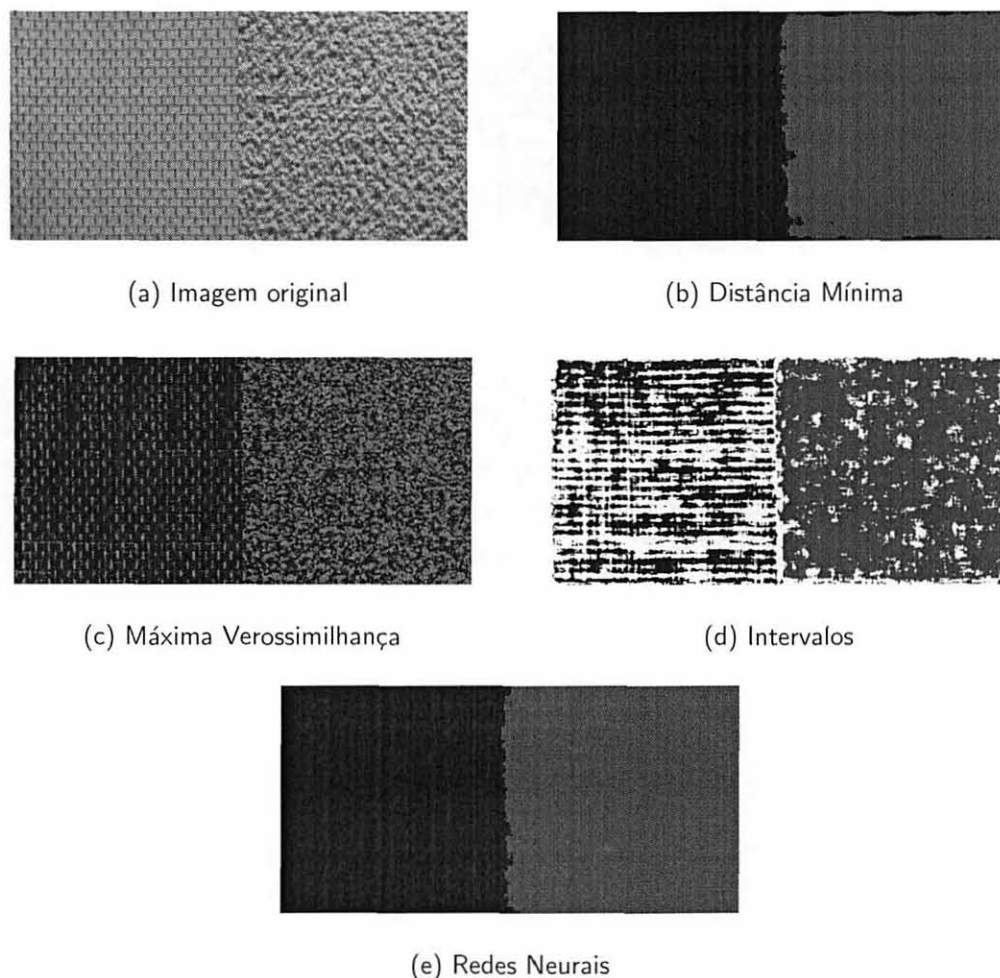 (a) Imagem original
(b) Distância Mínima
(c) Máxima Verossimilhança
(d) Intervalos
(e) Redes Neurais